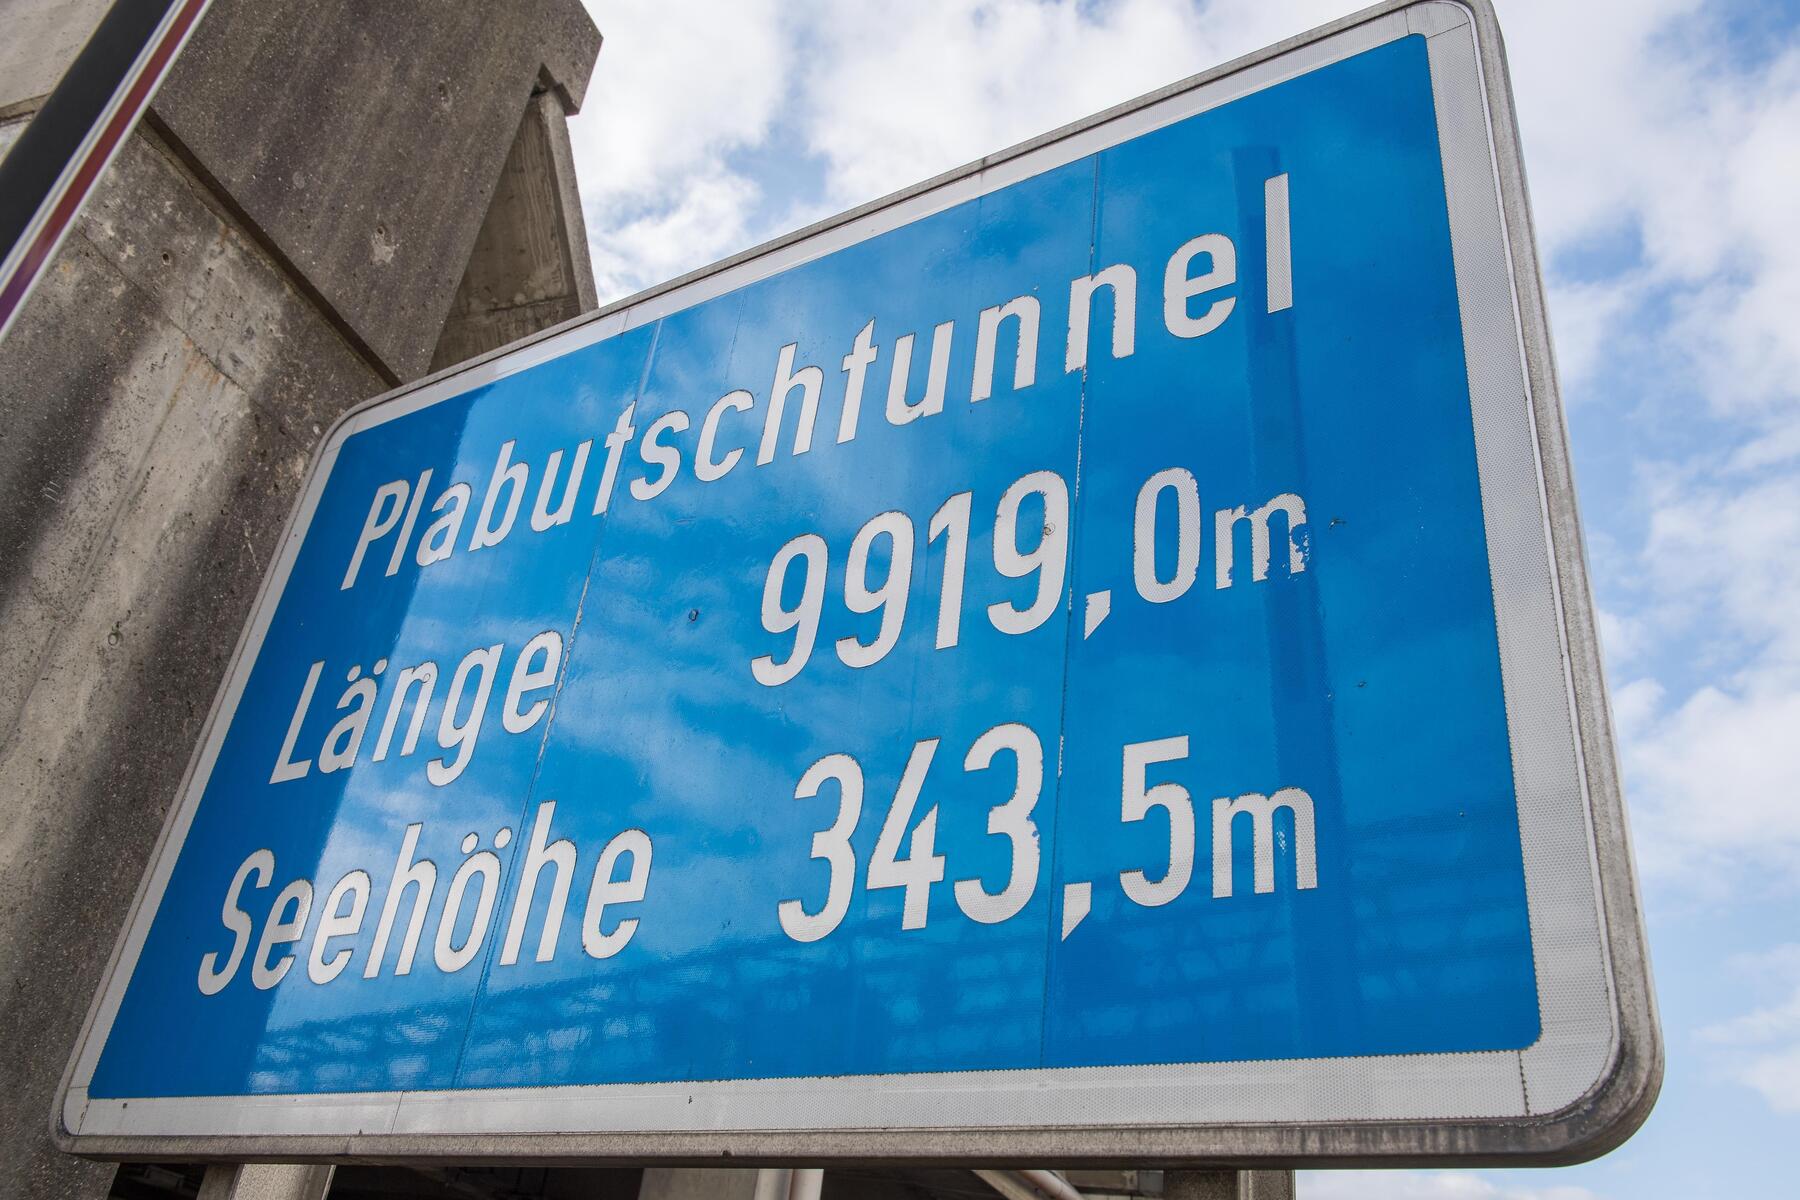 Plabutschtunnel
Länge 9919,0m
Seehöhe 343,5m